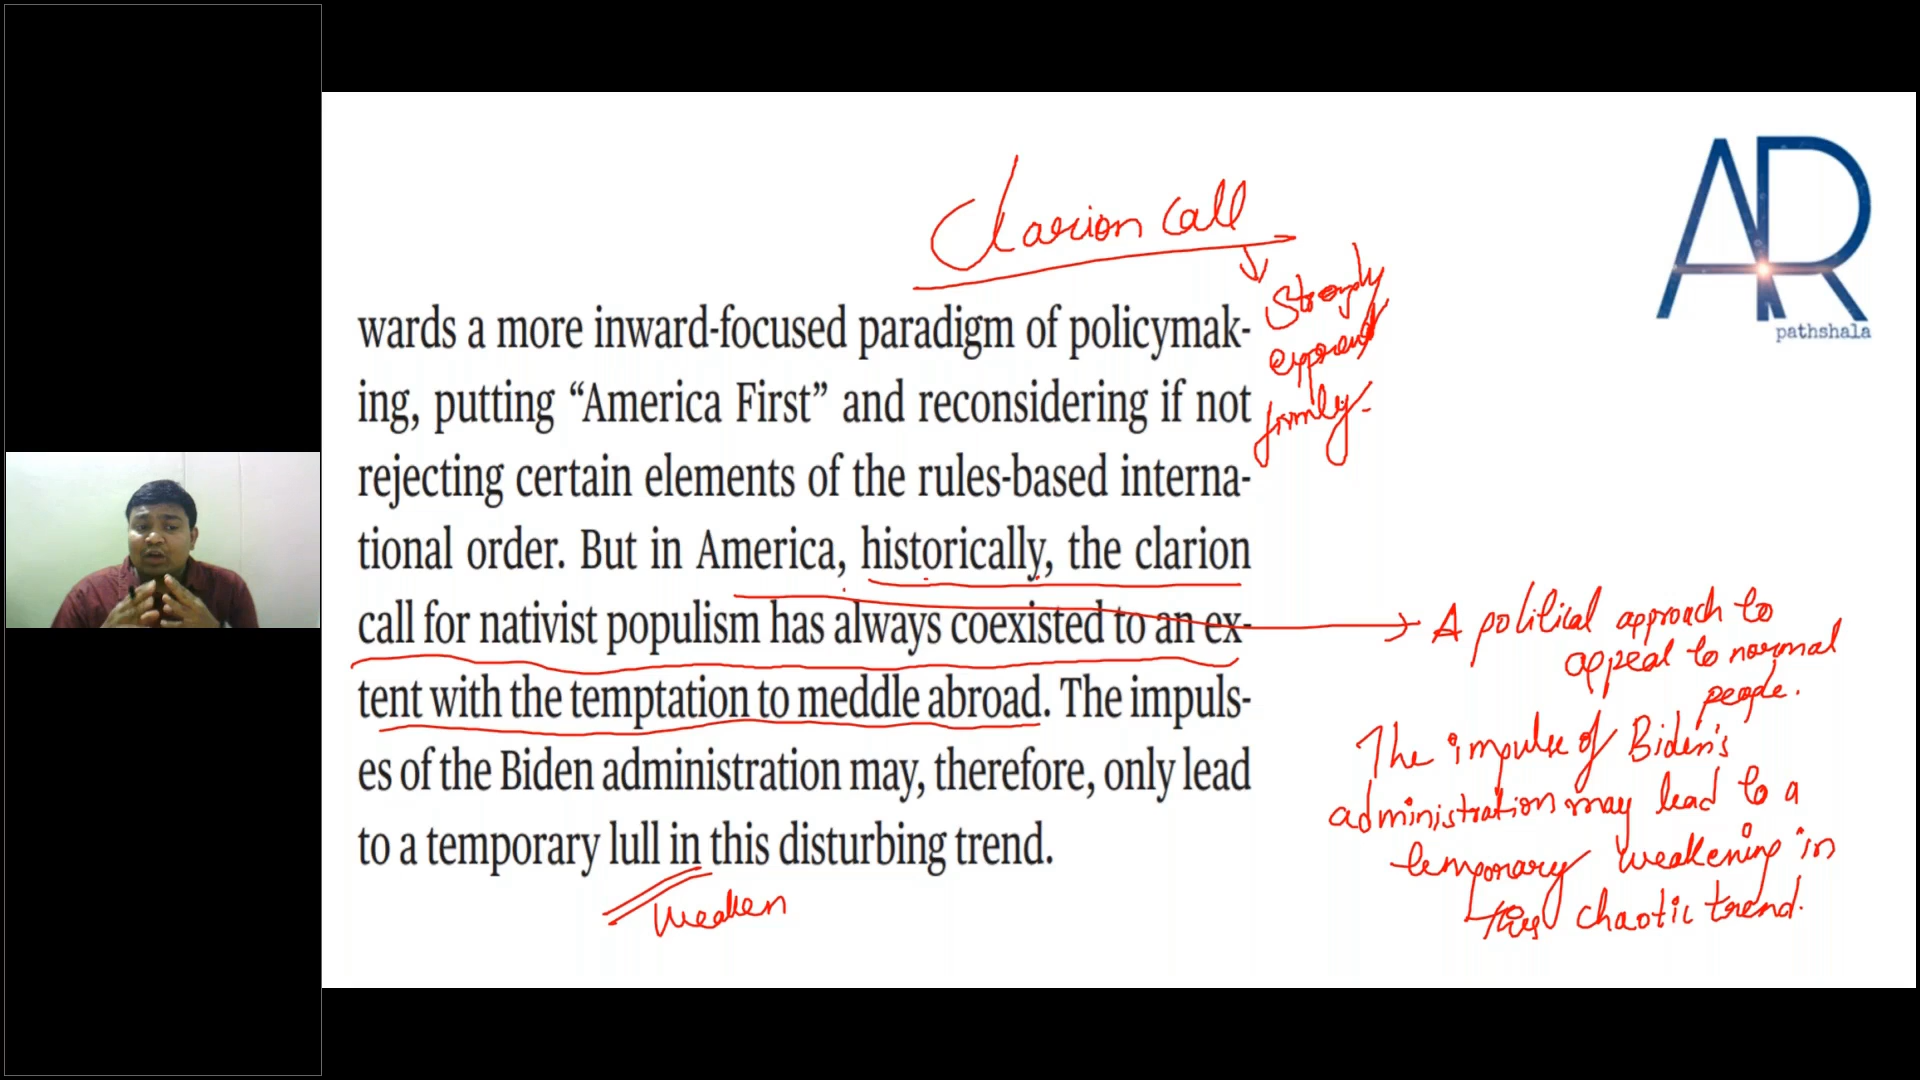 Clarion call
Strongly
expressed
firmly.
AR
pathshala
wards a more inward-focused paradigm of policymak-
ing, putting “America First” and reconsidering if not
rejecting certain elements of the rules-based interna-
tional order. But in America, historically, the clarion
call for nativist populism has always coexisted to an ex-
tent with the temptation to meddle abroad. The impuls-
es of the Biden administration may, therefore, only lead
to a temporary lull in this disturbing trend.
Weaken
A political approach to
appeal to normal
people.
The impulse of Biden's
administration may lead to a
temporary weakening in
this chaotic trend.